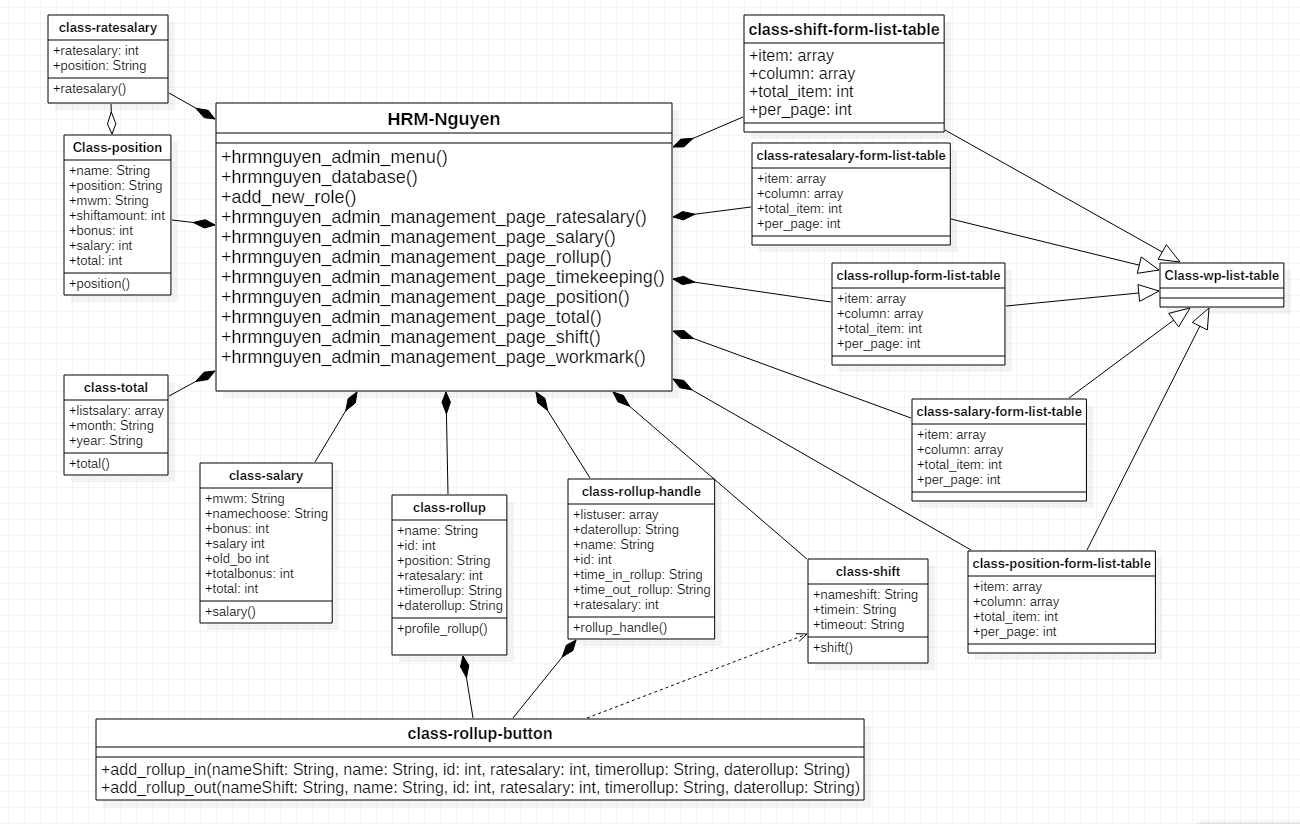 class-ratesalary
+ratesalary: int
+position: String
+ratesalary()
Class-position
+name: String
+position: String
+mwm: String
+shiftamount: int
+bonus: int
+salary: int
+total: int
+position()
class-total
+listsalary: array
+month: String
+year: String
+total()
HRM-Nguyen
+hrmnguyen_admin_menu()
+hrmnguyen_database()
+add_new_role()
+hrmnguyen_admin_management_page_ratesalary()
+hrmnguyen_admin_management_page_salary()
+hrmnguyen_admin_management_page_rollup()
+hrmnguyen_admin_management_page_timekeeping()
+hrmnguyen_admin_management_page_position()
+hrmnguyen_admin_management_page_total()
+hrmnguyen_admin_management_page_shift()
+hrmnguyen_admin_management_page_workmark()
class-shift-form-list-table
+item: array
+column: array
+total_item: int
+per_page: int
class-ratesalary-form-list-table
+item: array
+column: array
+total_item: int
+per_page: int
class-rollup-form-list-table
+item: array
+column: array
+total_item: int
+per_page: int
Class-wp-list-table
class-salary-form-list-table
+item: array
+column: array
+total_item: int
+per_page: int
class-position-form-list-table
+item: array
+column: array
+total_item: int
+per_page: int
class-salary
+mwm: String
+namechoose: String
+bonus: int
+salary int
+old_bo int
+totalbonus: int
+total: int
+salary()
class-rollup
+name: String
+id: int
+position: String
+ratesalary: int
+timerollup: String
+daterollup: String
+profile_rollup()
class-rollup-handle
+listuser: array
+daterollup: String
+name: String
+id: int
+time_in_rollup: String
+time_out_rollup: String
+ratesalary: int
+rollup_handle()
class-shift
+nameshift: String
+timein: String
+timeout: String
+shift()
class-rollup-button
+add_rollup_in(nameShift: String, name: String, id: int, ratesalary: int, timerollup: String, daterollup: String)
+add_rollup_out(nameShift: String, name: String, id: int, ratesalary: int, timerollup: String, daterollup: String)